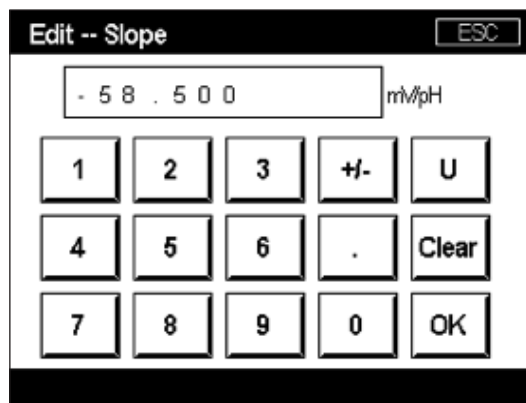 Edit -- Slope ESC
- 5 8 . 5 0 0 mV/pH
1 2 3 +/- U
4 5 6 . Clear
7 8 9 0 OK